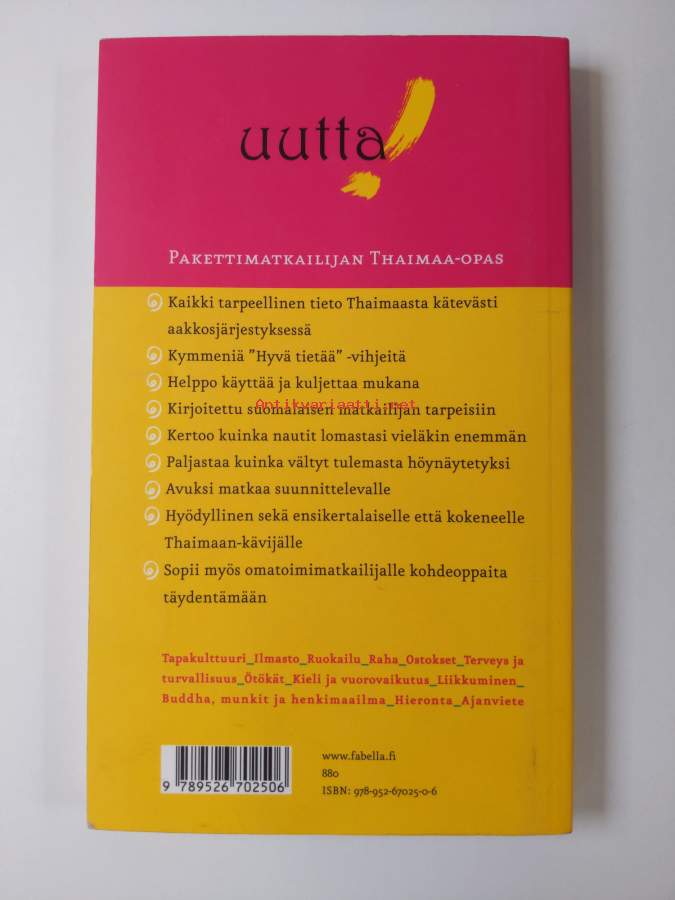 uutta!
Pakettimatkailijan Thaimaa-opas
Kaikki tarpeellinen tieto Thaimaasta kätevästi
aakkosjärjestyksessä
Kymmeniä ”Hyvä tietää” -vihjeitä
Helppo käyttää ja kuljettaa mukana
Antikvariaatti.net
Kirjoitettu suomalaisen matkailijan tarpeisiin
Kertoo kuinka nautit lomastasi vieläkin enemmän
Paljastaa kuinka vältyt tulemasta höynäytetyksi
Avuksi matkaa suunnittelevalle
Hyödyllinen sekä ensikertalaiselle että kokeneelle
Thaimaan-kävijälle
Sopii myös omatoimimatkailijalle kohdeoppaita
täydentämään
Tapakulttuuri_Ilmasto_Ruokailu_Raha_Ostokset_Terveys ja
turvallisuus_Ötökät_Kieli ja vuorovaikutus_Liikkuminen_
Buddha, munkit ja henkimaailma_Hieronta_Ajanviete
www.fabella.fi
880
ISBN: 978-952-67025-0-6
9 789526 702506